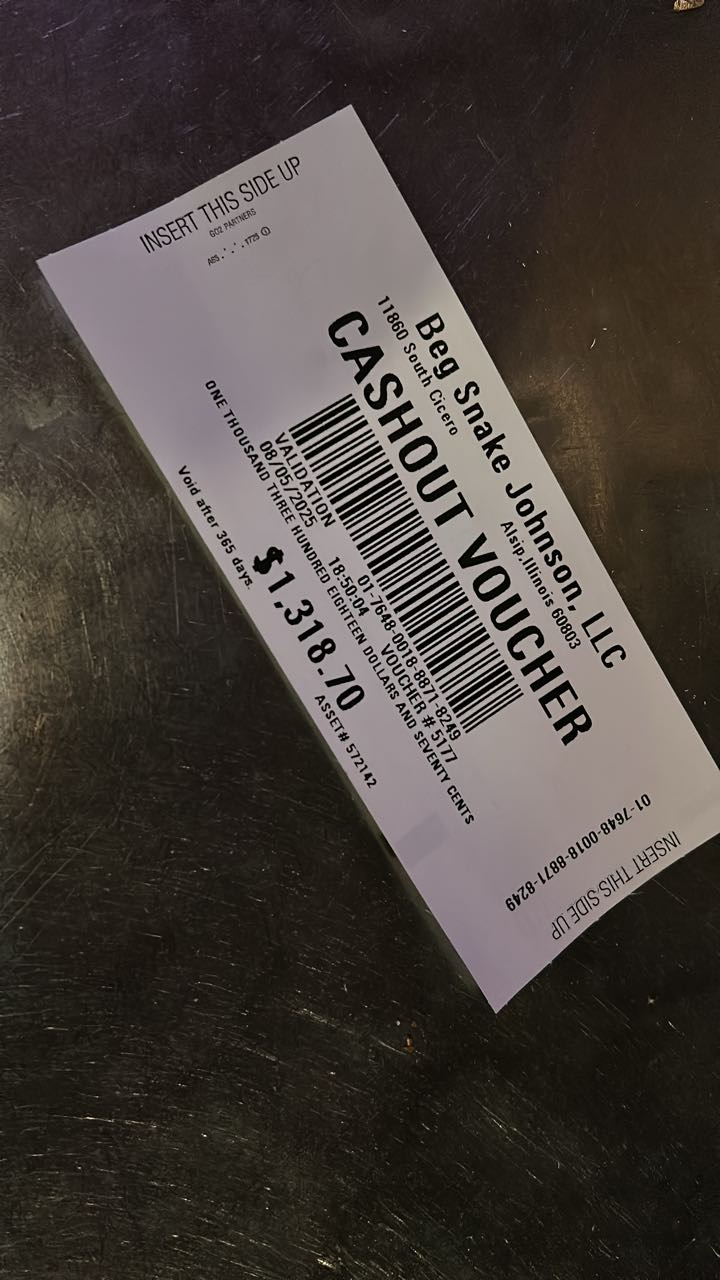 INSERT THIS SIDE UP
GO2 PARTNERS
Beg Snake Johnson, LLC
11860 South Cicero Alsip,Illinois 60803
CASHOUT VOUCHER
01-7648-0018-8871-8249
VALIDATION 01-7648-0018-8871-8249
08/05/2025 18:50:04 VOUCHER # 5177
ONE THOUSAND THREE HUNDRED EIGHTEEN DOLLARS AND SEVENTY CENTS
$1,318.70
Void after 365 days. ASSET# 572142
INSERT THIS SIDE UP